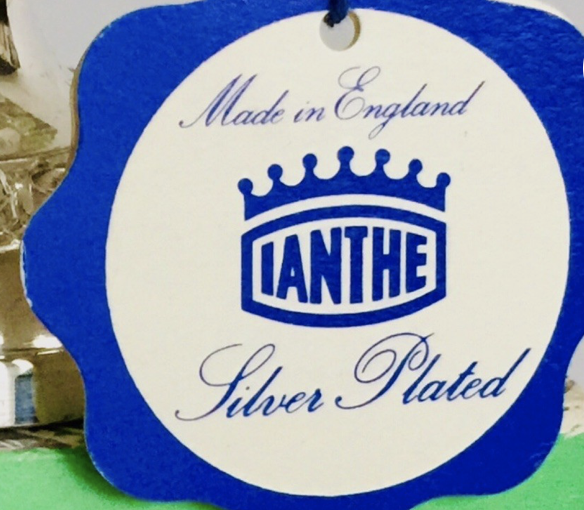 Made in England
IANTHE
Silver Plated